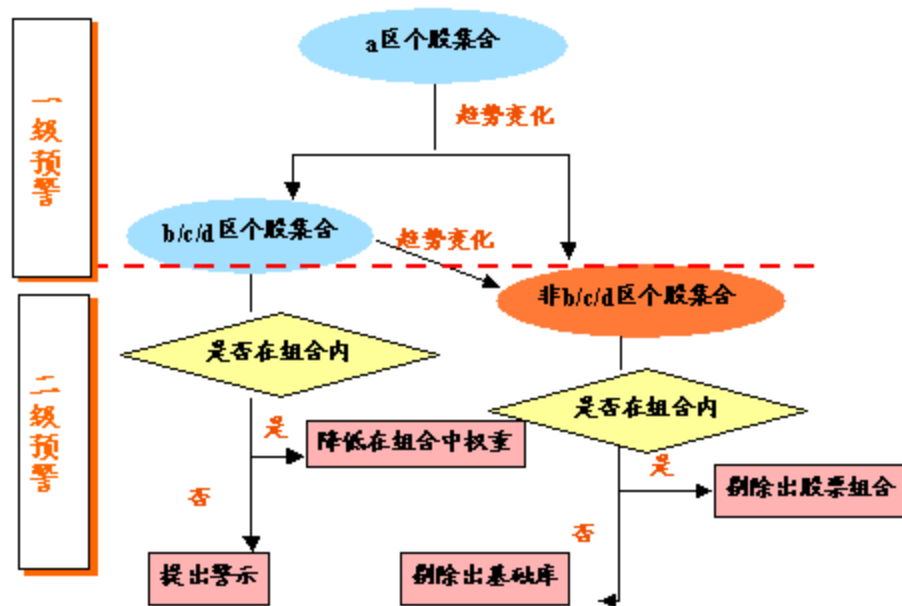 一级预警
a区个股集合
趋势变化
b/c/d区个股集合
趋势变化
非b/c/d区个股集合
二级预警
是否在组合内
是否在组合内
是
降低在组合中权重
是
剔除出股票组合
否
否
提出警示
剔除出基础库